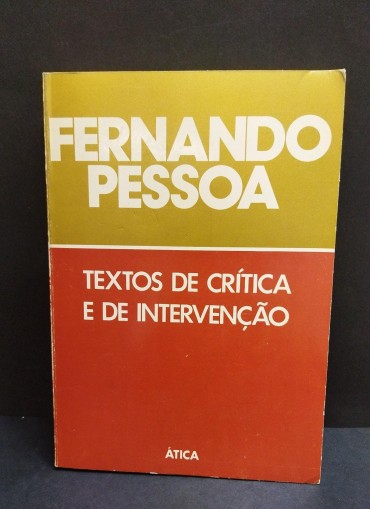 FERNANDO
PESSOA
TEXTOS DE CRÍTICA
E DE INTERVENÇÃO
ÁTICA